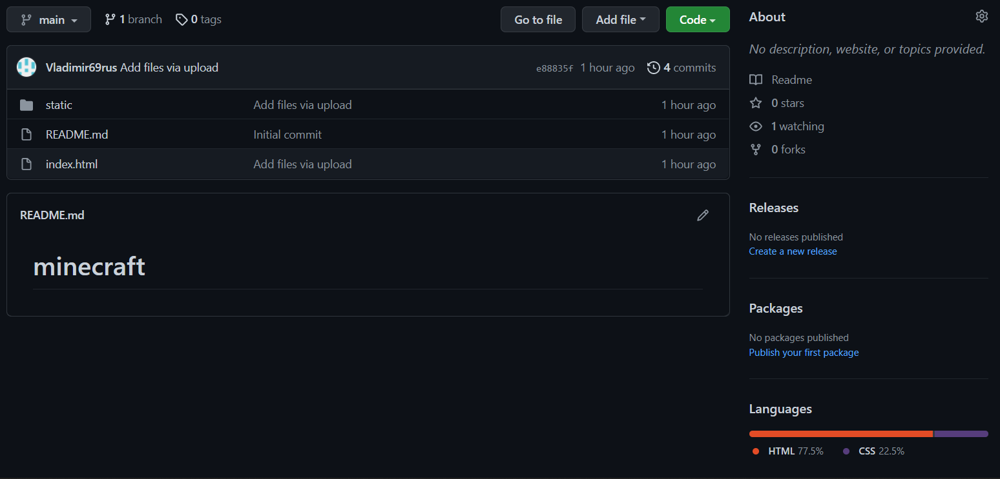 main
1 branch
0 tags
Go to file
Add file
Code
Vladimir69rus Add files via upload
e88835f 1 hour ago
4 commits
static
Add files via upload
1 hour ago
README.md
Initial commit
1 hour ago
index.html
Add files via upload
1 hour ago
README.md
minecraft
About
No description, website, or topics provided.
Readme
0 stars
1 watching
0 forks
Releases
No releases published
Create a new release
Packages
No packages published
Publish your first package
Languages
HTML 77.5%
CSS 22.5%